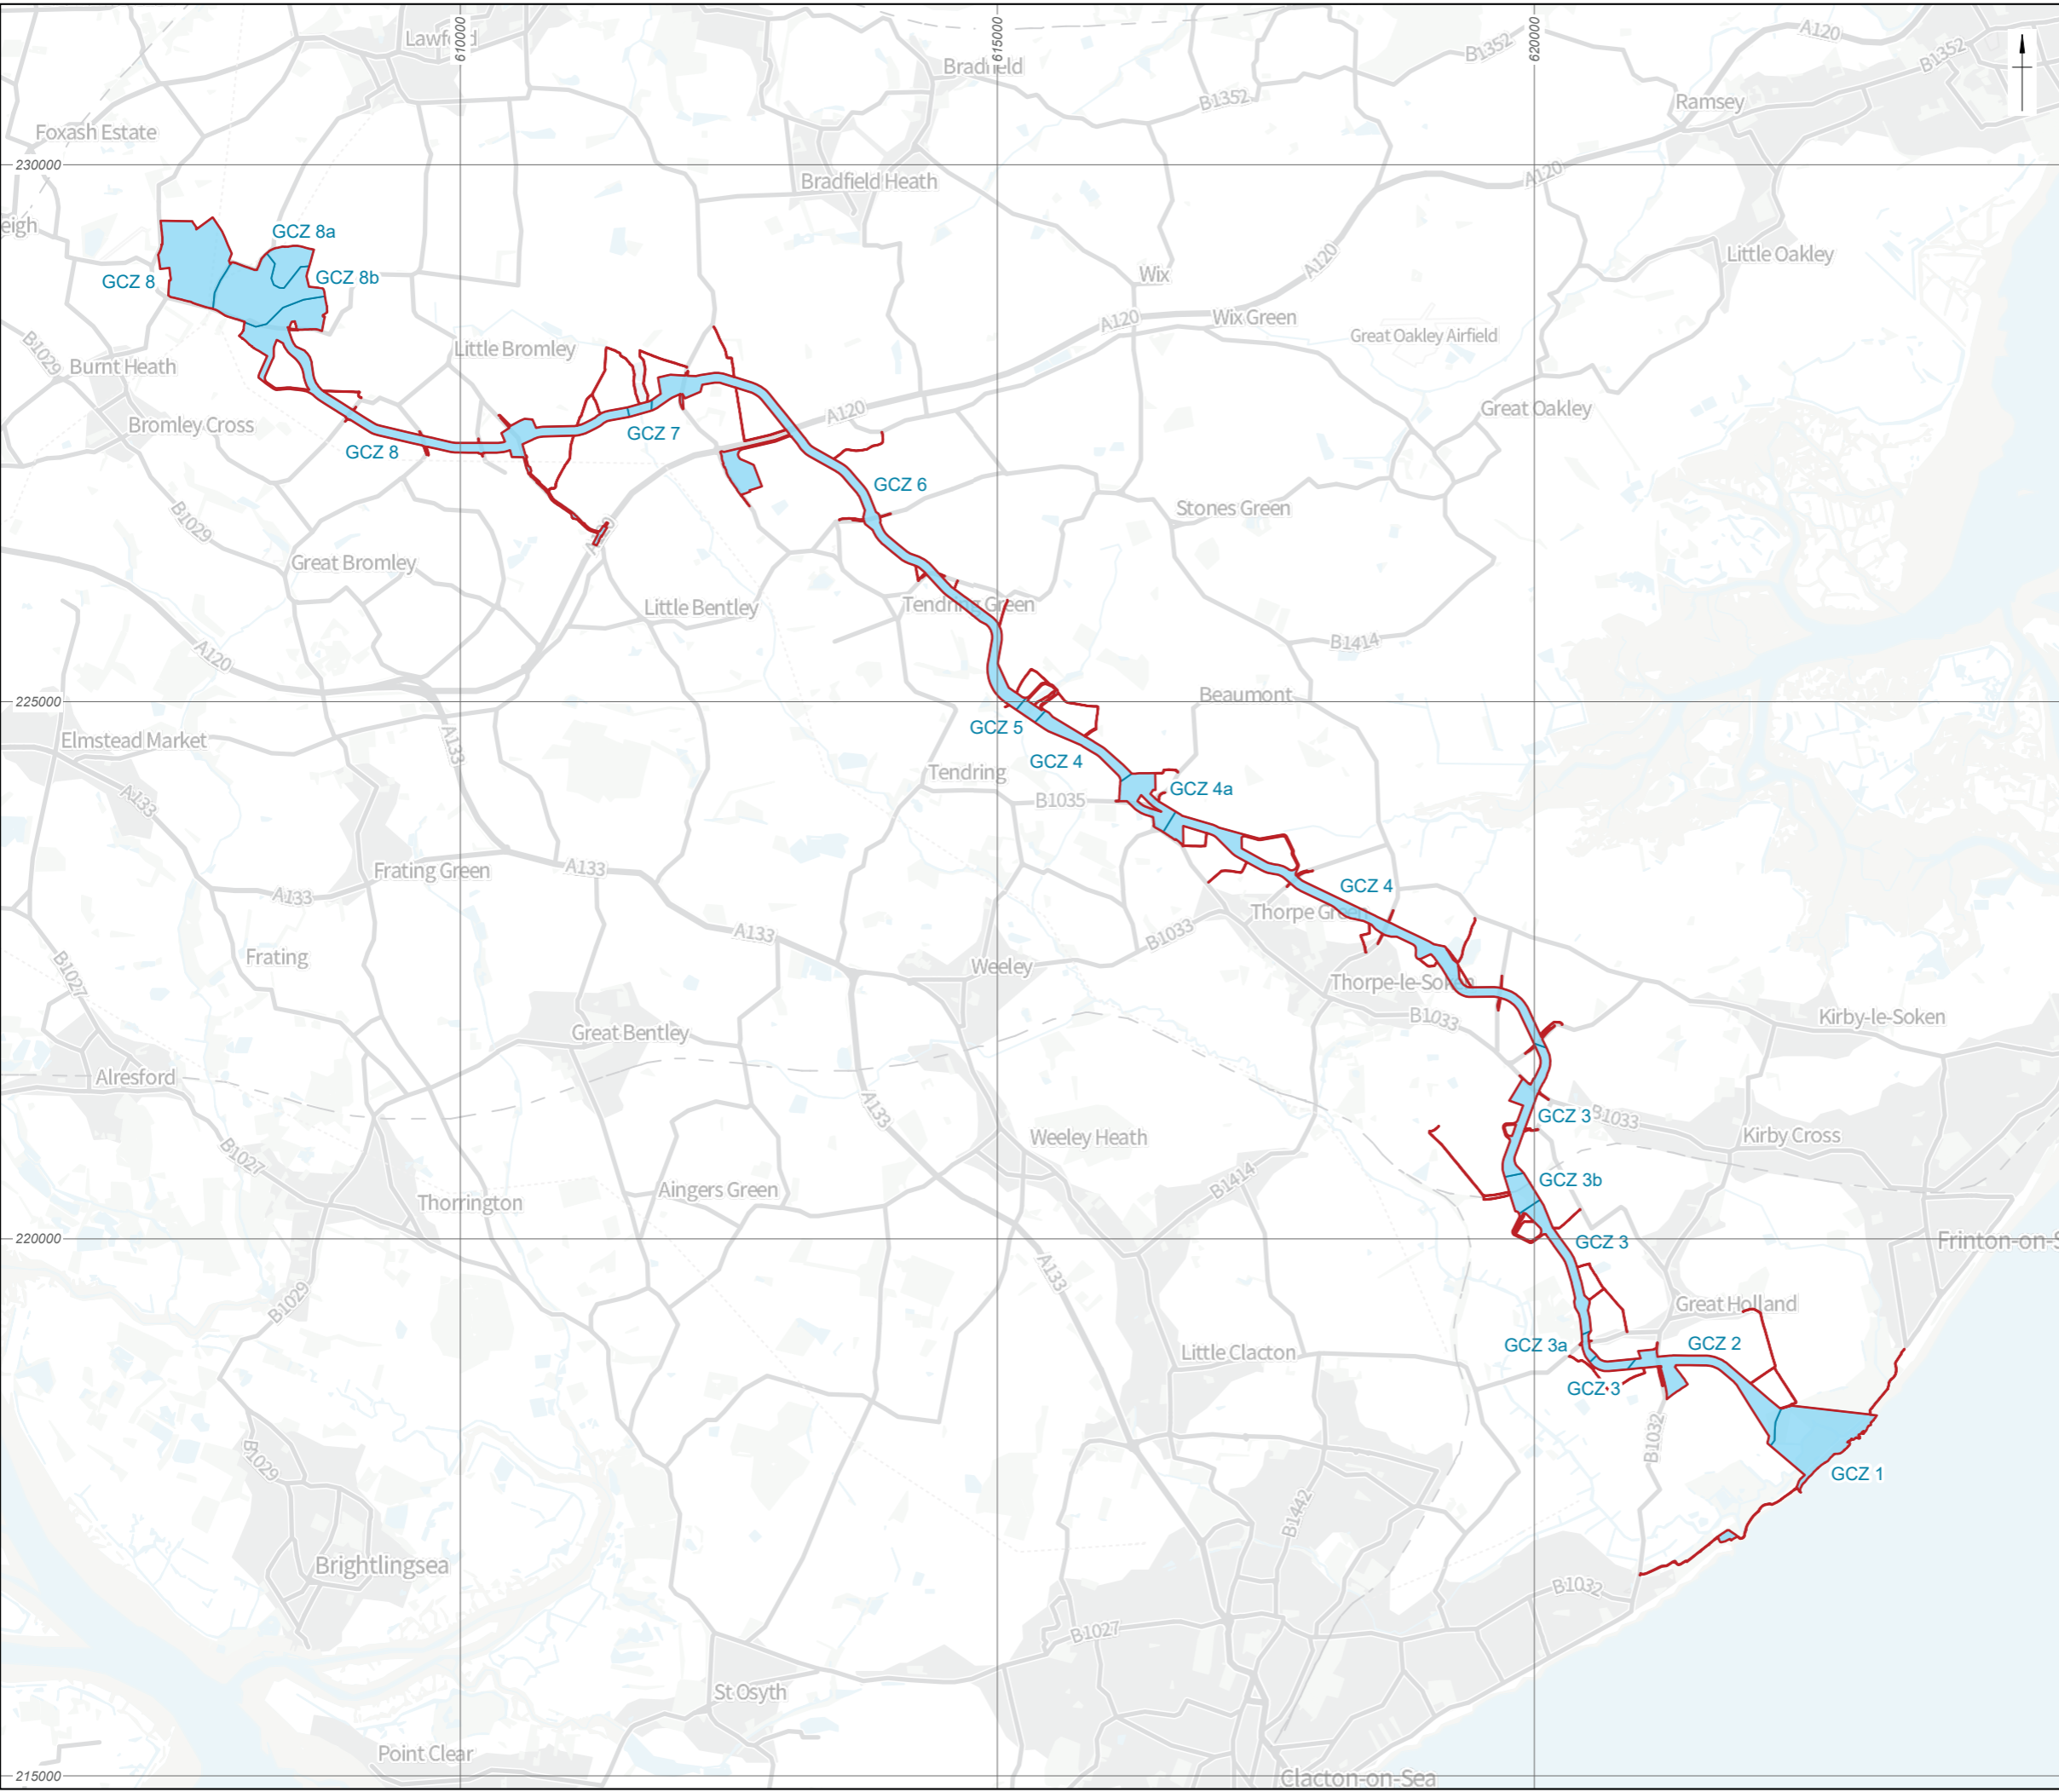 Lawford
610000
615000
620000
A120
B1352
B1352
Bradfield
B1352
Ramsey
Foxash Estate
230000
A120
Bradfield Heath
eigh
GCZ 8a
Little Oakley
GCZ 8
GCZ 8b
A120
Wix
A120
Wix Green
Great Oakley Airfield
B1029
Little Bromley
Burnt Heath
A120
Great Oakley
Bromley Cross
GCZ 7
GCZ 8
GCZ 6
Stones Green
B1029
Great Bromley
Tendring Green
Little Bentley
B1414
A120
Beaumont
225000
GCZ 5
Elmstead Market
A133
GCZ 4
Tendring
GCZ 4a
B1035
A133
Frating Green
A133
GCZ 4
A133
Thorpe Green
A133
B1033
Frating
Weeley
B1027
Thorpe-le-Soken
B1033
Kirby-le-Soken
Great Bentley
Alresford
A133
GCZ 3
B1033
Weeley Heath
Kirby Cross
B1027
B1414
GCZ 3b
Aingers Green
Thorrington
220000
GCZ 3
Frinton-on-S
A133
B1029
Great Holland
GCZ 3a
GCZ 2
Little Clacton
GCZ 3
B1032
B1029
GCZ 1
B1442
Brightlingsea
B1032
B1027
St Osyth
Point Clear
215000
Clacton-on-Sea